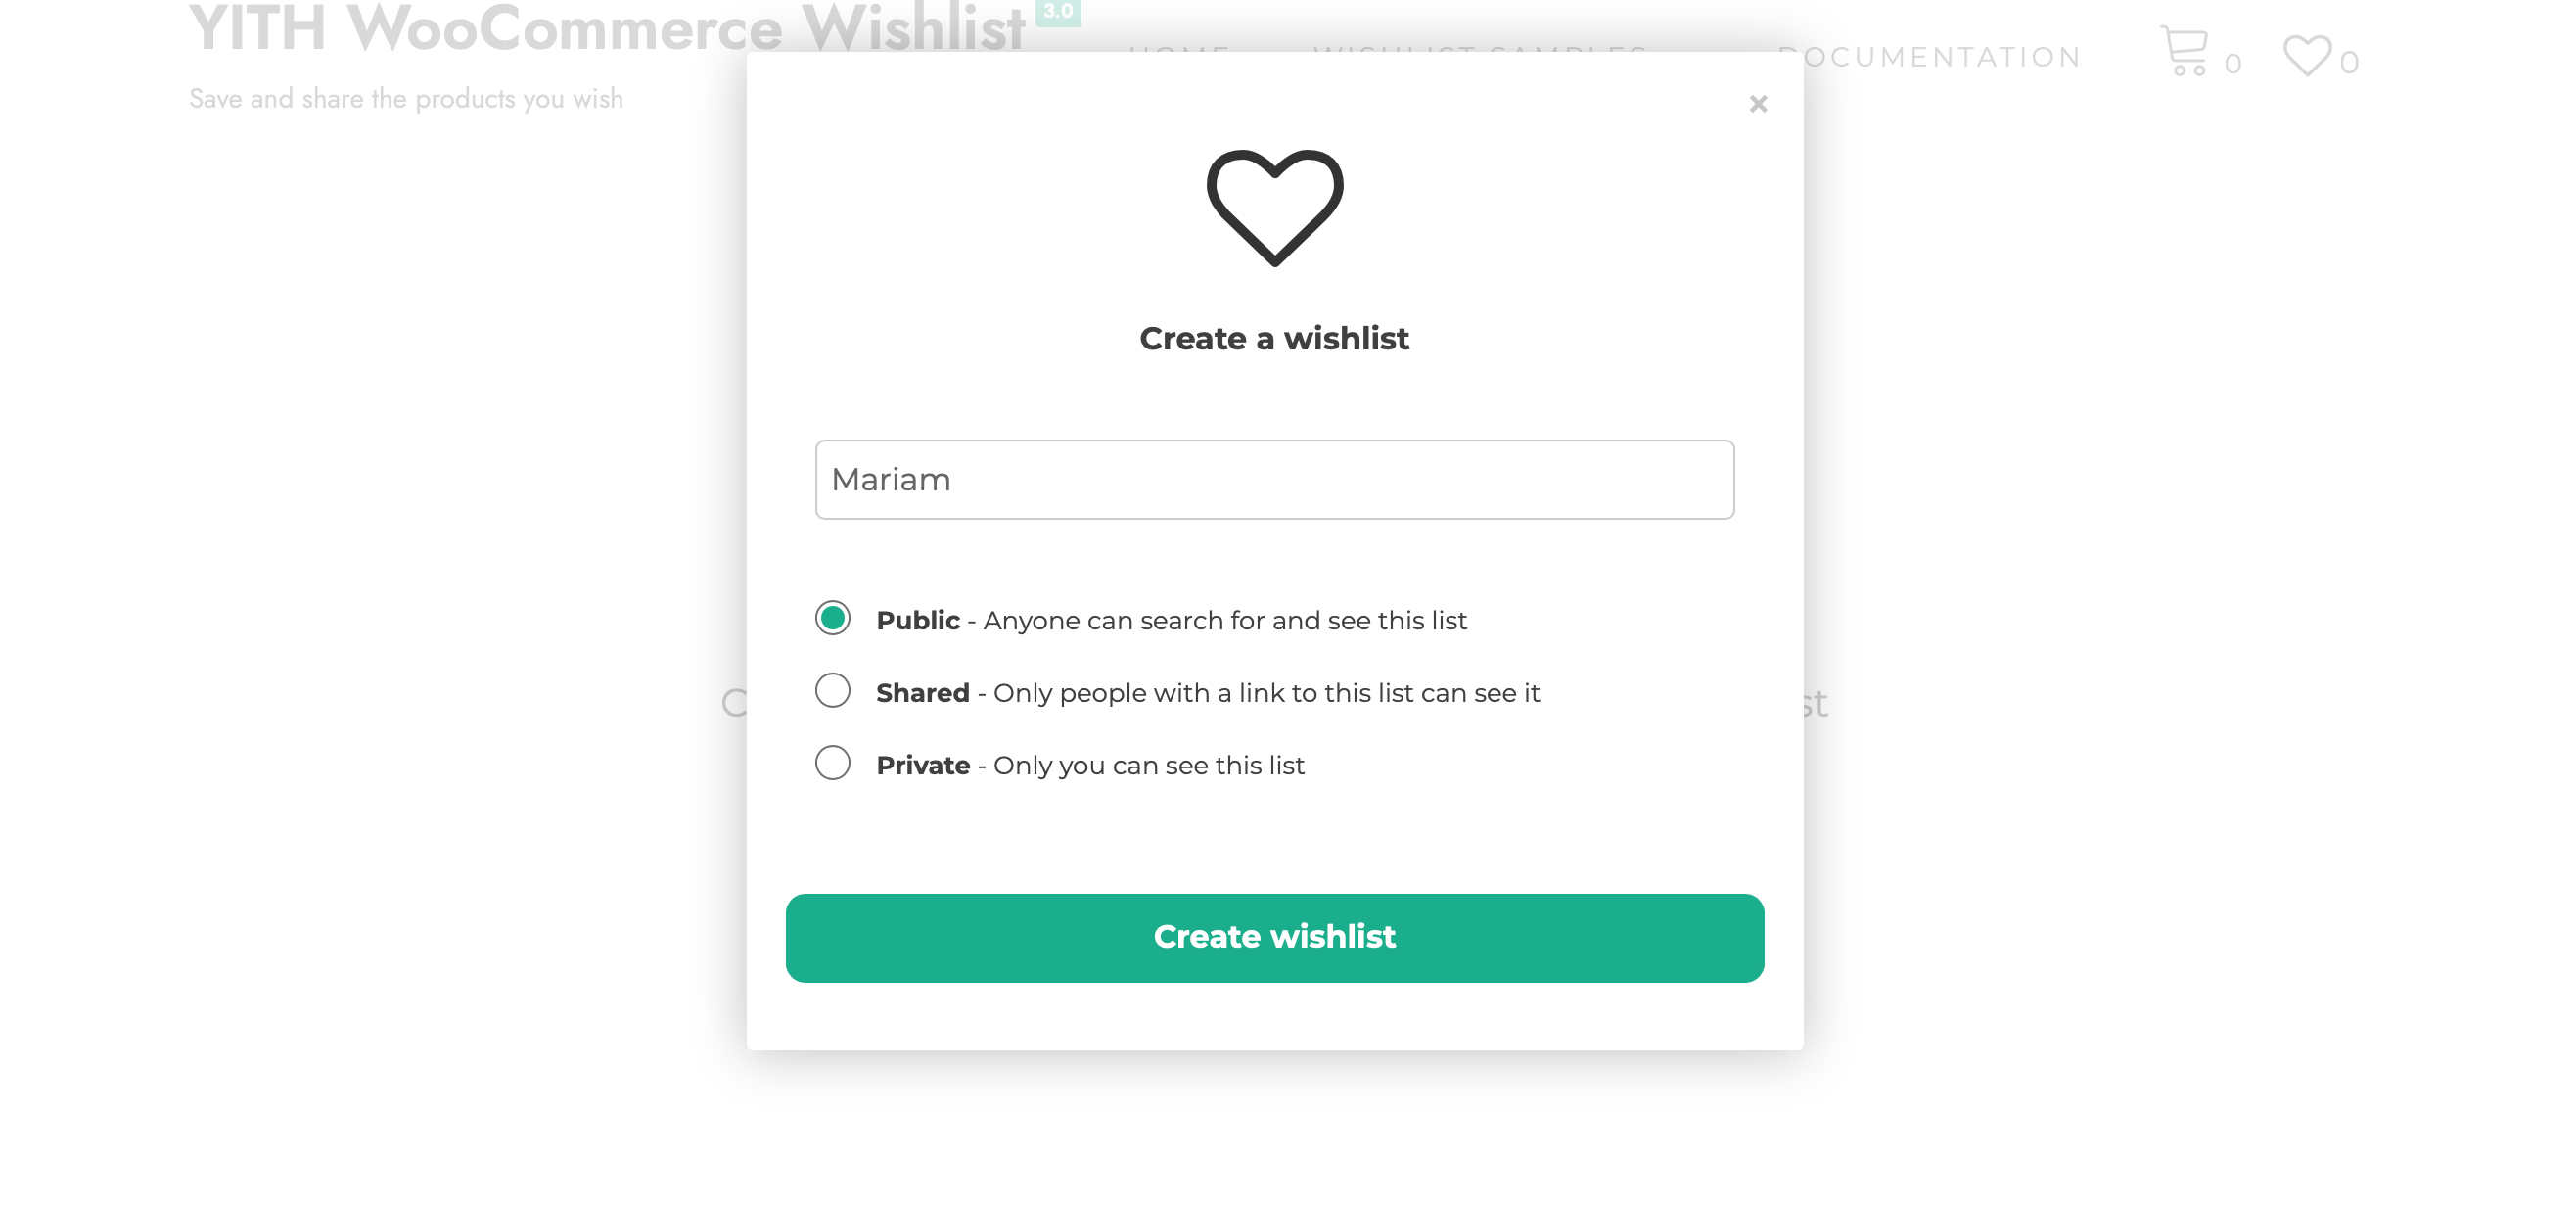 YITH WooCommerce Wishlist 3.0
HOME WISHLIST SAMPLES DOCUMENTATION 0 0
Save and share the products you wish
×
Create a wishlist
Mariam
Public - Anyone can search for and see this list
Shared - Only people with a link to this list can see it
Private - Only you can see this list
Create wishlist